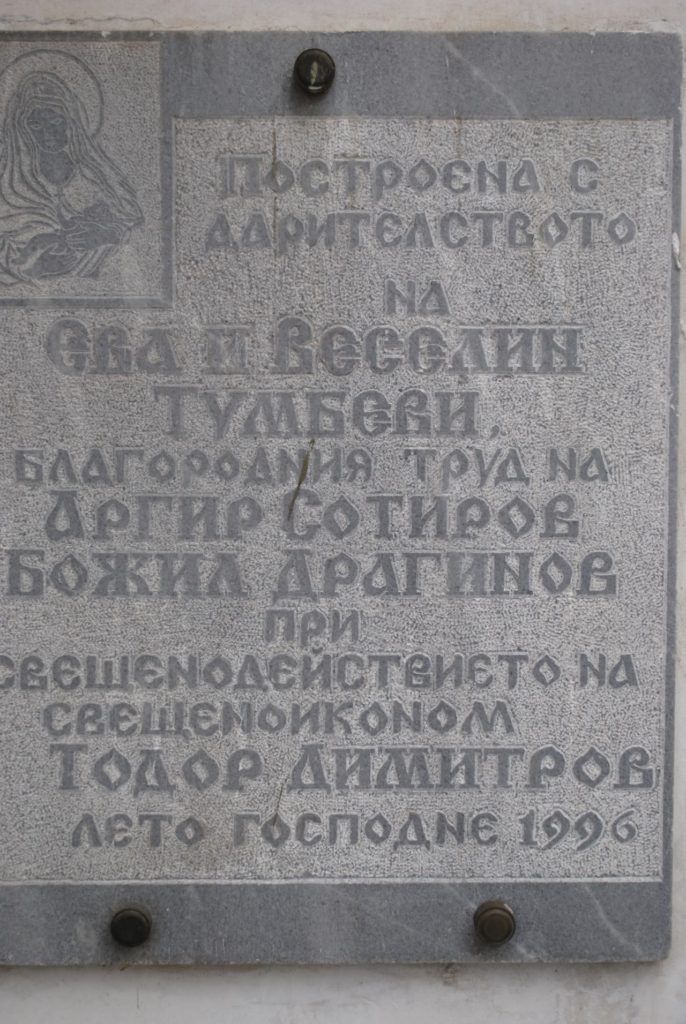 Построена с
дарителството
на
Ева и Веселин
Тумбеви,
благородния труд на
Аргир Сотиров
Божил Драгинов
при
свещенодействието на
свещеноиконом
Тодор Димитров
лето господне 1996